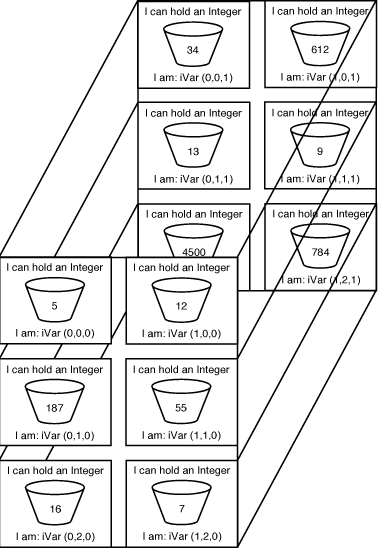 I can hold an Integer
34
I am: iVar (0,0,1)
I can hold an Integer
612
I am: iVar (1,0,1)
I can hold an Integer
13
I am: iVar (0,1,1)
I can hold an Integer
9
I am: iVar (1,1,1)
I can hold an Integer
4500
I can hold an Integer
784
I am: iVar (1,2,1)
I can hold an Integer
5
I am: iVar (0,0,0)
I can hold an Integer
12
I am: iVar (1,0,0)
I can hold an Integer
187
I am: iVar (0,1,0)
I can hold an Integer
55
I am: iVar (1,1,0)
I can hold an Integer
16
I am: iVar (0,2,0)
I can hold an Integer
7
I am: iVar (1,2,0)